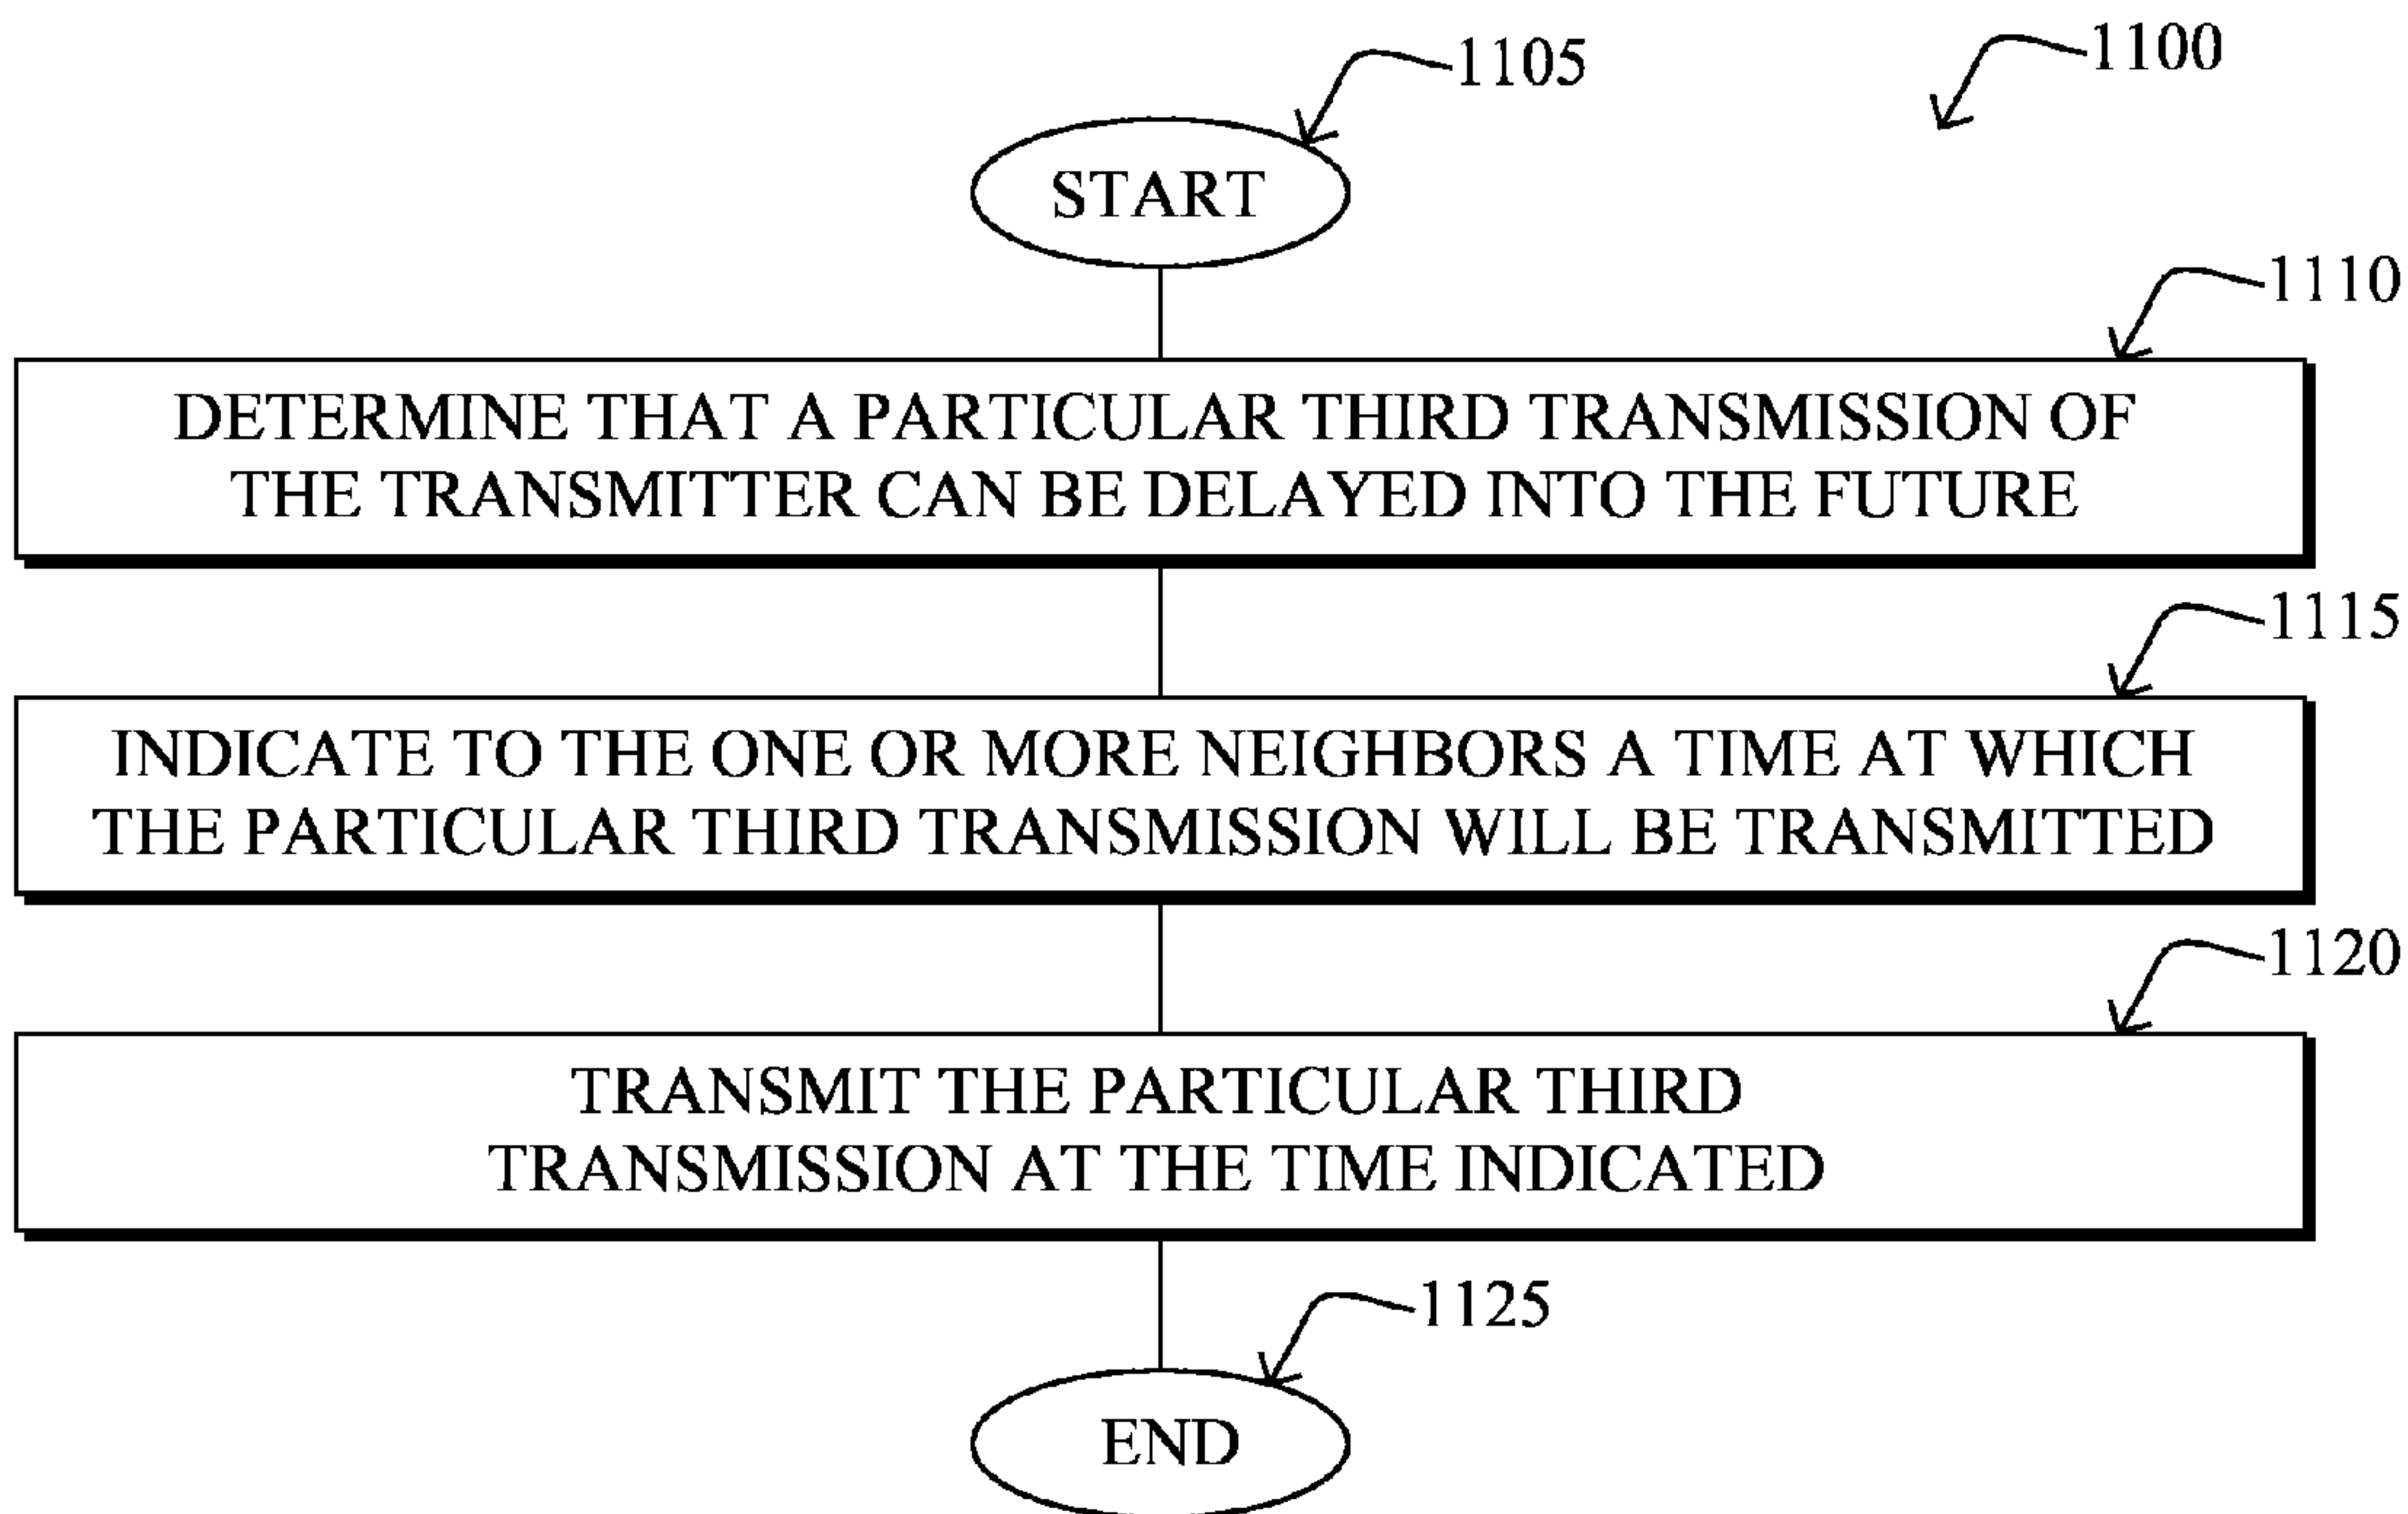 1100
1105
START
1110
DETERMINE THAT A PARTICULAR THIRD TRANSMISSION OF
THE TRANSMITTER CAN BE DELAYED INTO THE FUTURE
1115
INDICATE TO THE ONE OR MORE NEIGHBORS A TIME AT WHICH
THE PARTICULAR THIRD TRANSMISSION WILL BE TRANSMITTED
1120
TRANSMIT THE PARTICULAR THIRD
TRANSMISSION AT THE TIME INDICATED
1125
END